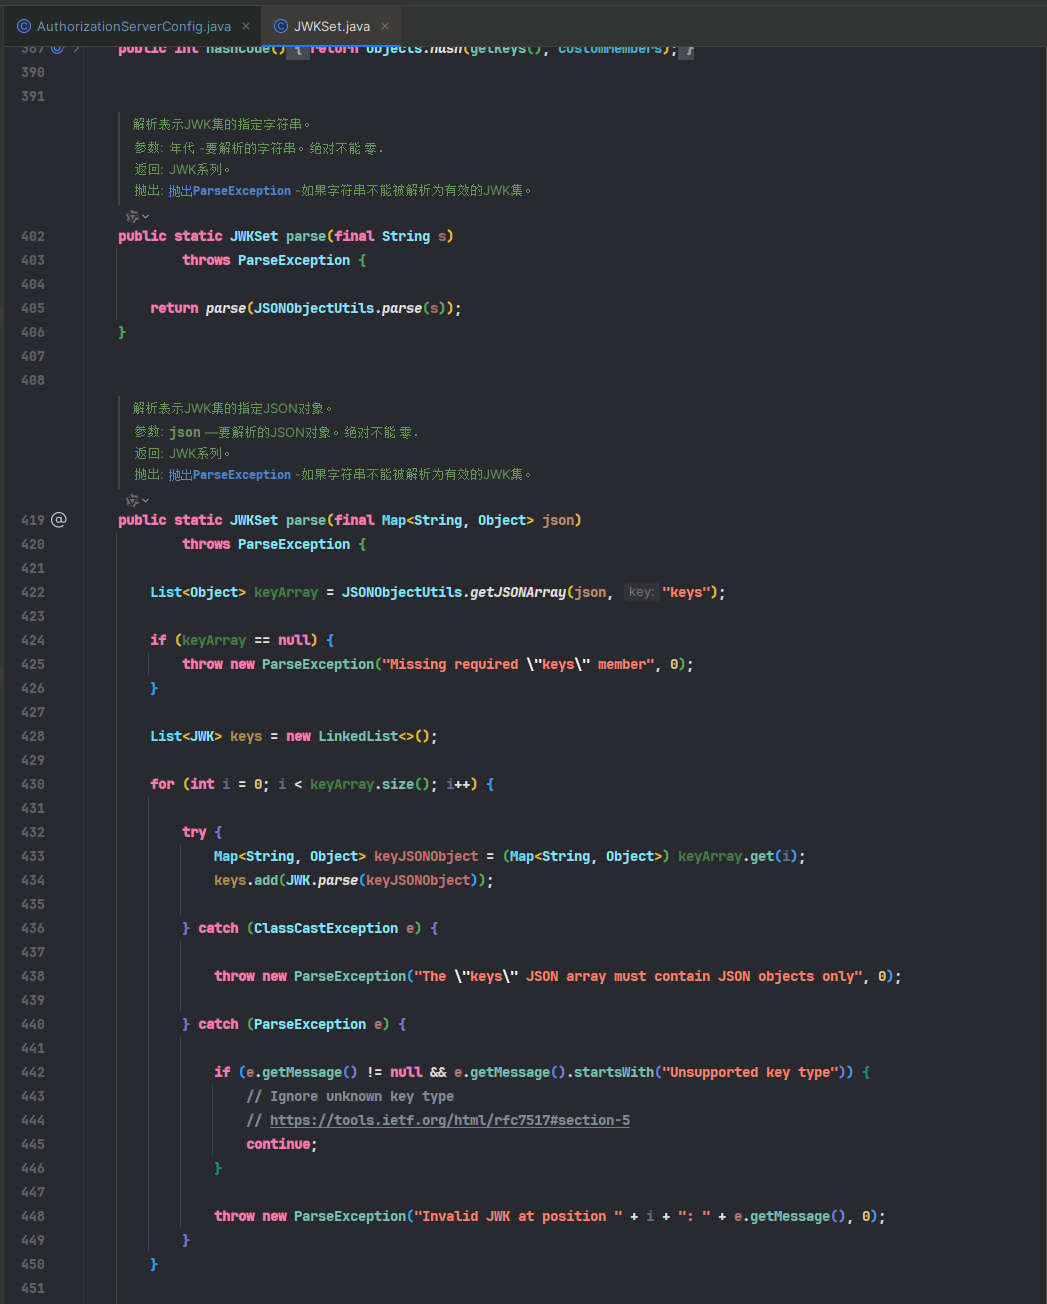 AuthorizationServerConfig.java × JWKSet.java ×
387 public int hashCode() { return Objects.hash(getKeys(), customMembers); }
390
391
解析表示JWK集的指定字符串。
参数: 年代 -要解析的字符串。绝对不能 零.
返回: JWK系列。
抛出: 抛出ParseException -如果字符串不能被解析为有效的JWK集。
402 public static JWKSet parse(final String s)
403 throws ParseException {
404
405 return parse(JSONObjectUtils.parse(s));
406 }
407
408
解析表示JWK集的指定JSON对象。
参数: json —要解析的JSON对象。绝对不能 零.
返回: JWK系列。
抛出: 抛出ParseException -如果字符串不能被解析为有效的JWK集。
419 @ public static JWKSet parse(final Map<String, Object> json)
420 throws ParseException {
421
422 List<Object> keyArray = JSONObjectUtils.getJSONArray(json, key: "keys");
423
424 if (keyArray == null) {
425 throw new ParseException("Missing required \"keys\" member", 0);
426 }
427
428 List<JWK> keys = new LinkedList<>();
429
430 for (int i = 0; i < keyArray.size(); i++) {
431
432 try {
433 Map<String, Object> keyJSONObject = (Map<String, Object>) keyArray.get(i);
434 keys.add(JWK.parse(keyJSONObject));
435
436 } catch (ClassCastException e) {
437
438 throw new ParseException("The \"keys\" JSON array must contain JSON objects only", 0);
439
440 } catch (ParseException e) {
441
442 if (e.getMessage() != null && e.getMessage().startsWith("Unsupported key type")) {
443 // Ignore unknown key type
444 // https://tools.ietf.org/html/rfc7517#section-5
445 continue;
446 }
447
448 throw new ParseException("Invalid JWK at position " + i + ": " + e.getMessage(), 0);
449 }
450 }
451